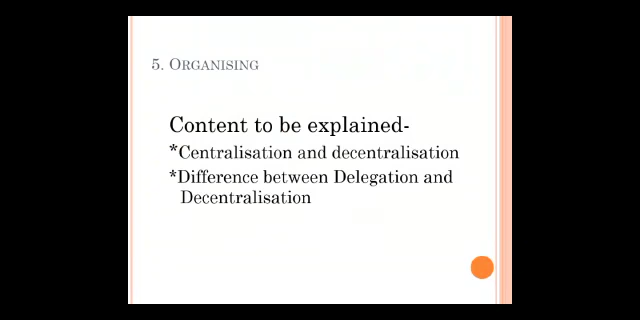 5. ORGANISING
Content to be explained-
*Centralisation and decentralisation
*Difference between Delegation and
Decentralisation